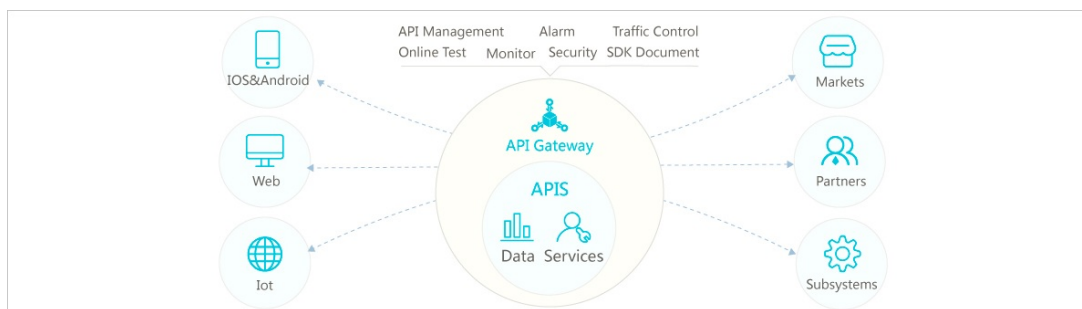 API Management Alarm Traffic Control
Online Test Monitor Security SDK Document
IOS&Android
Markets
API Gateway
Web
Partners
APIS
Data Services
Iot
Subsystems